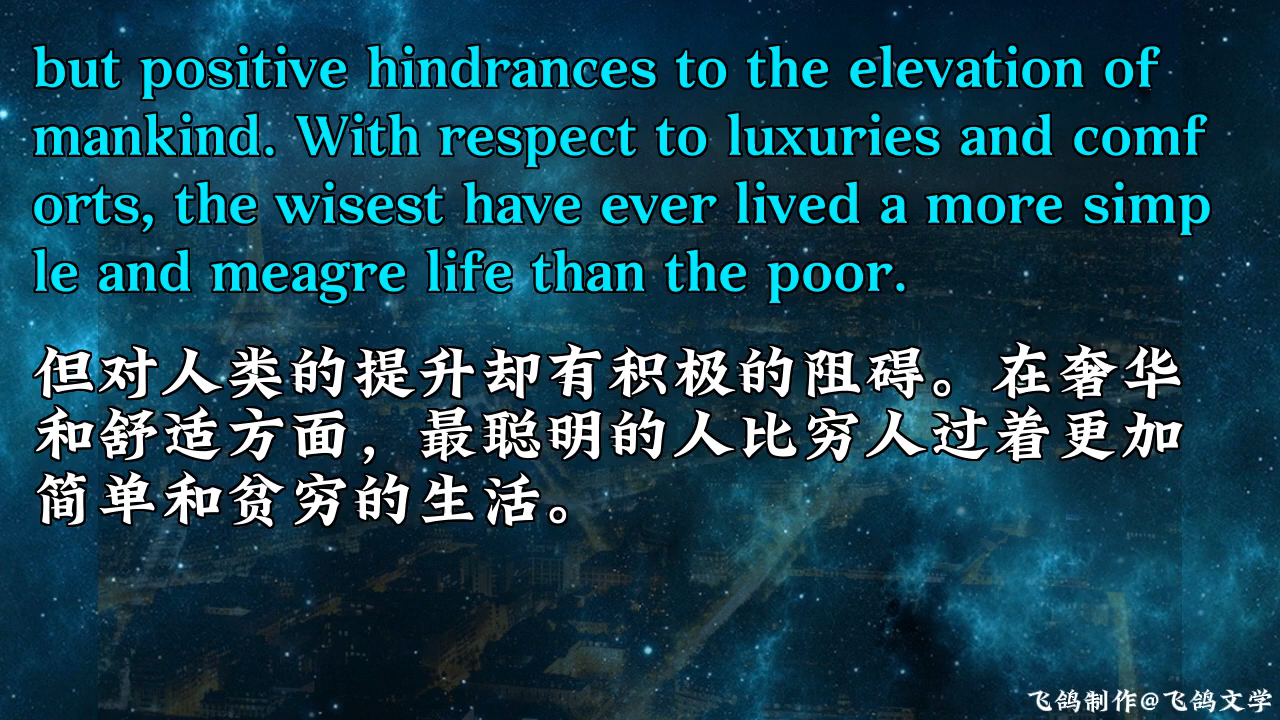 but positive hindrances to the elevation of
mankind. With respect to luxuries and comf
orts, the wisest have ever lived a more simp
le and meagre life than the poor.
但对人类的提升却有积极的阻碍。在奢华
和舒适方面，最聪明的人比穷人过着更加
简单和贫穷的生活。
飞鸽制作@飞鸽文学